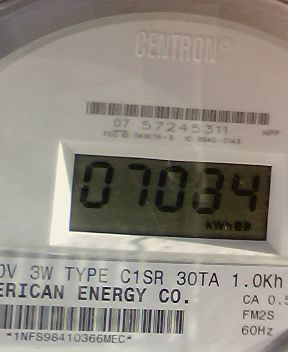 CENTRON®
07 57245311
07034
kWh
0V 3W TYPE C1SR 30TA 1.0Kh
ERICAN ENERGY CO.
CA 0.5
FM2S
60Hz
*1NFS98410366MEC*